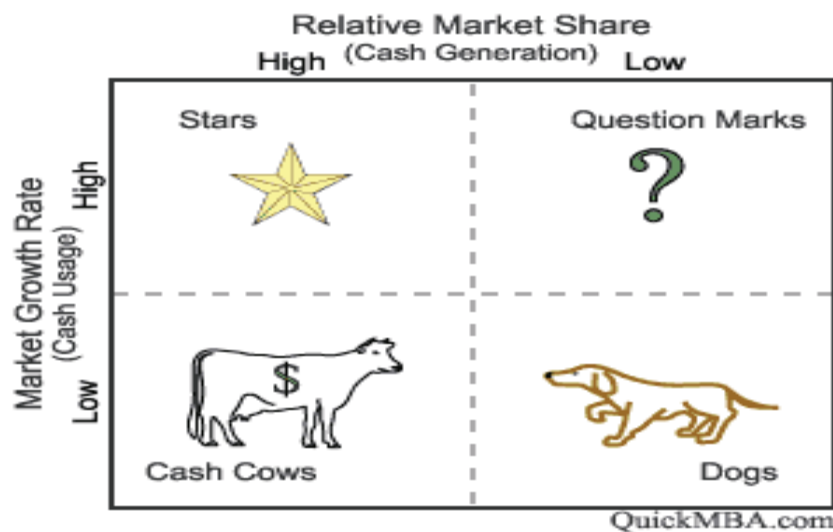 Relative Market Share
(Cash Generation)
High Low
Market Growth Rate
(Cash Usage)
High
Low
Stars
Question Marks
?
$
Cash Cows
Dogs
QuickMBA.com